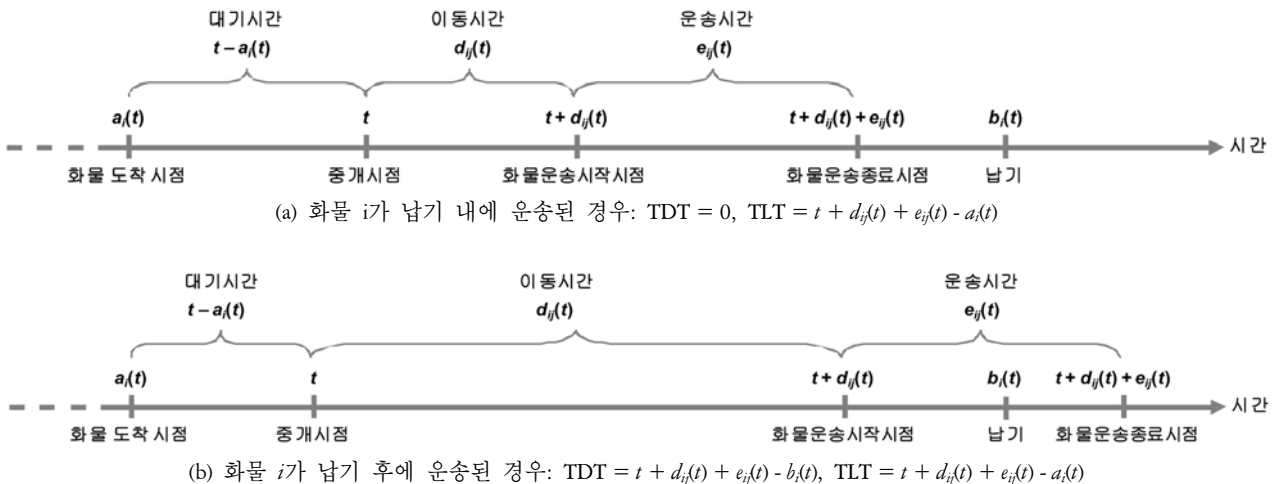 대기시간 이동시간 운송시간
t – aᵢ(t) dᵢⱼ(t) eᵢⱼ(t)
aᵢ(t) t t + dᵢⱼ(t) t + dᵢⱼ(t) + eᵢⱼ(t) bᵢ(t)
시간
화물 도착 시점 중개시점 화물운송시작시점 화물운송종료시점 납기
(a) 화물 i가 납기 내에 운송된 경우: TDT = 0, TLT = t + dᵢⱼ(t) + eᵢⱼ(t) - aᵢ(t)
대기시간 이동시간 운송시간
t – aᵢ(t) dᵢⱼ(t) eᵢⱼ(t)
aᵢ(t) t t + dᵢⱼ(t) bᵢ(t) t + dᵢⱼ(t) + eᵢⱼ(t)
시간
화물 도착 시점 중개시점 화물운송시작시점 납기 화물운송종료시점
(b) 화물 i가 납기 후에 운송된 경우: TDT = t + dᵢⱼ(t) + eᵢⱼ(t) - bᵢ(t), TLT = t + dᵢⱼ(t) + eᵢⱼ(t) - aᵢ(t)